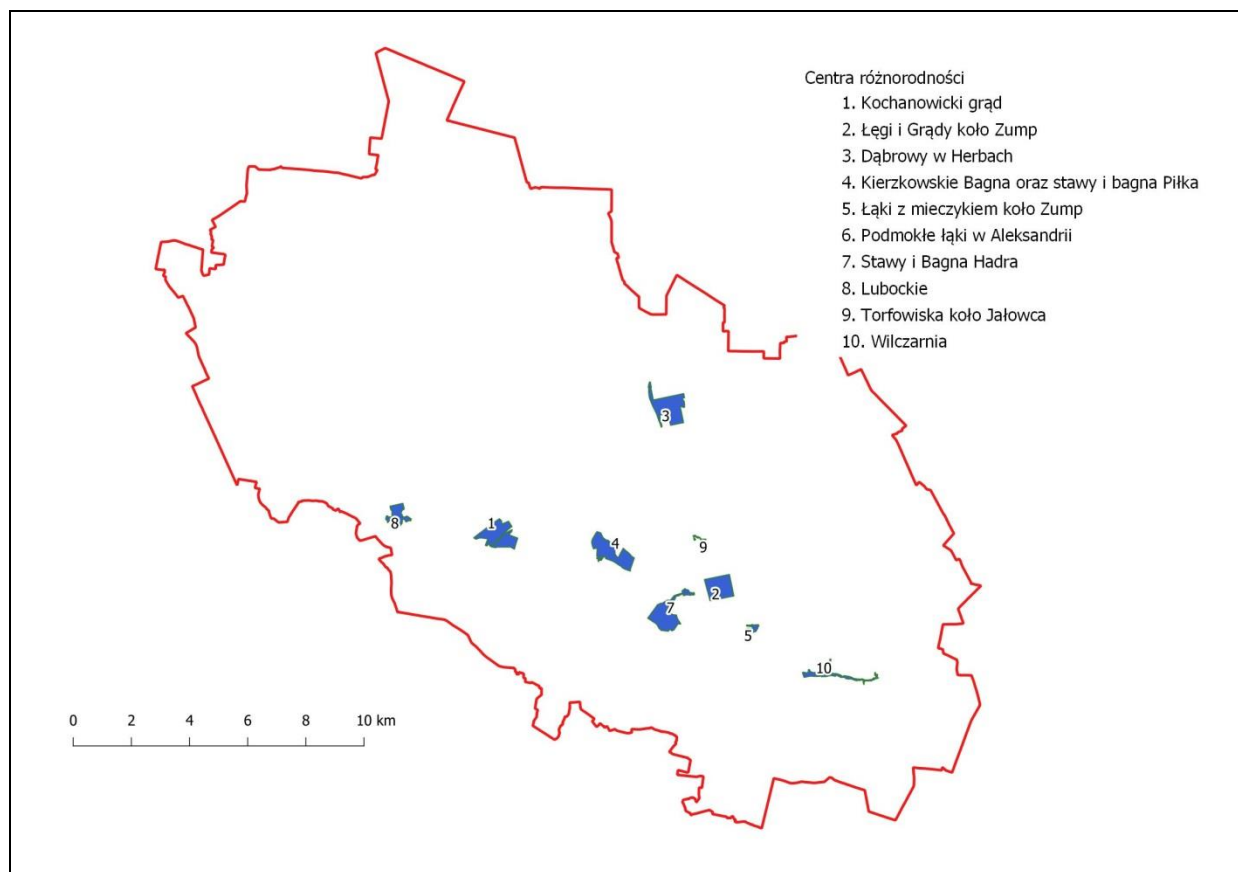 Centra różnorodności
1. Kochanowicki grąd
2. Łęgi i Grądy koło Zump
3. Dąbrowy w Herbach
4. Kierzkowskie Bagna oraz stawy i bagna Piłka
5. Łąki z mieczykiem koło Zump
6. Podmokłe łąki w Aleksandrii
7. Stawy i Bagna Hadra
8. Lubockie
9. Torfowiska koło Jałowca
10. Wilczarnia
3
8
1
4
9
2
7
5
10
0 2 4 6 8 10 km